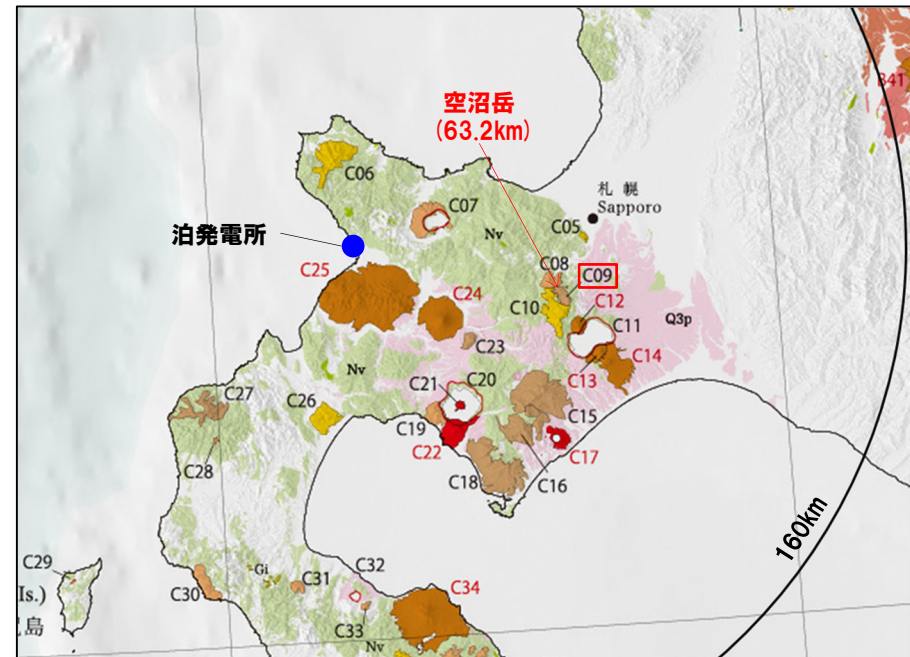 B41
空沼岳
(63.2km)
C06
札 幌
Sapporo
C07
C05
Nv
泊発電所
C08
C09
C25
C24
C10
C12
C11
Q3p
C23
C14
Nv
C13
C21
C20
C27
C26
C15
C19
C22
C17
C28
C18
C16
160km
C29
C32
Gi
C31
C34
Is.)
C30
島
C33
Nv